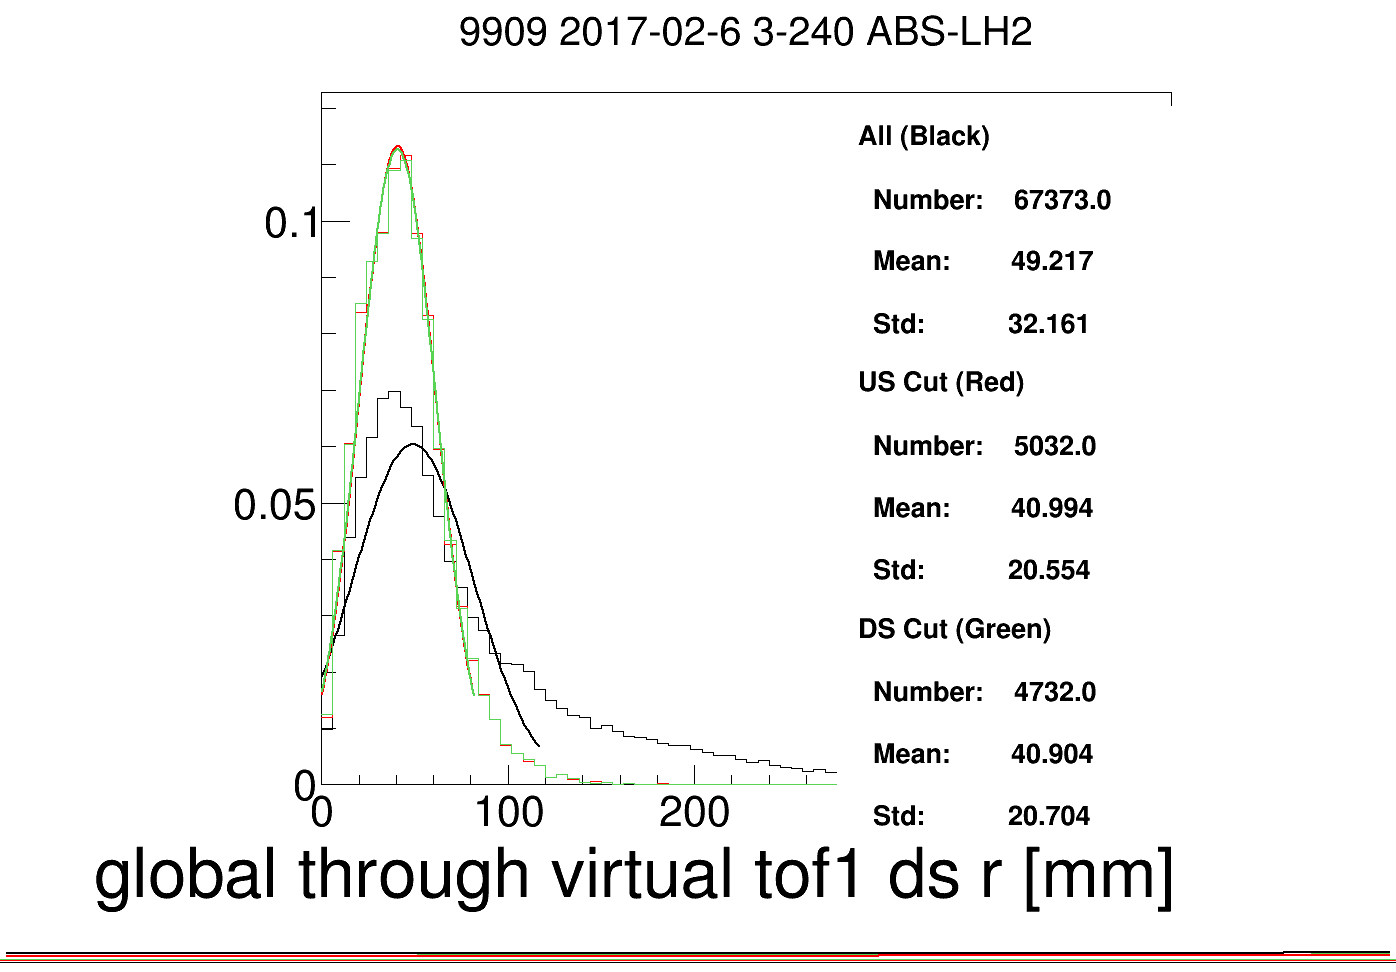 9909 2017-02-6 3-240 ABS-LH2
All (Black)
Number: 67373.0
Mean: 49.217
Std: 32.161
US Cut (Red)
Number: 5032.0
Mean: 40.994
Std: 20.554
DS Cut (Green)
Number: 4732.0
Mean: 40.904
Std: 20.704
0.1
0.05
0
0 100 200
global through virtual tof1 ds r [mm]